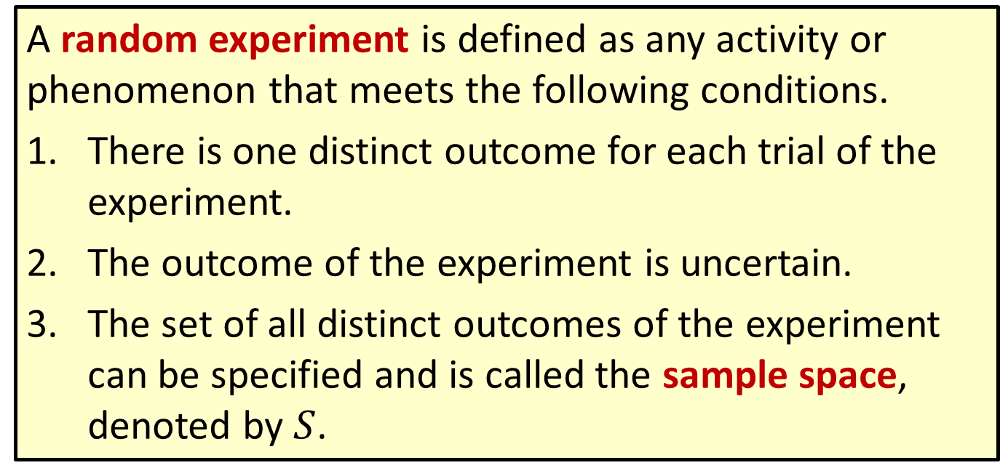 A random experiment is defined as any activity or
phenomenon that meets the following conditions.
1. There is one distinct outcome for each trial of the
experiment.
2. The outcome of the experiment is uncertain.
3. The set of all distinct outcomes of the experiment
can be specified and is called the sample space,
denoted by S.